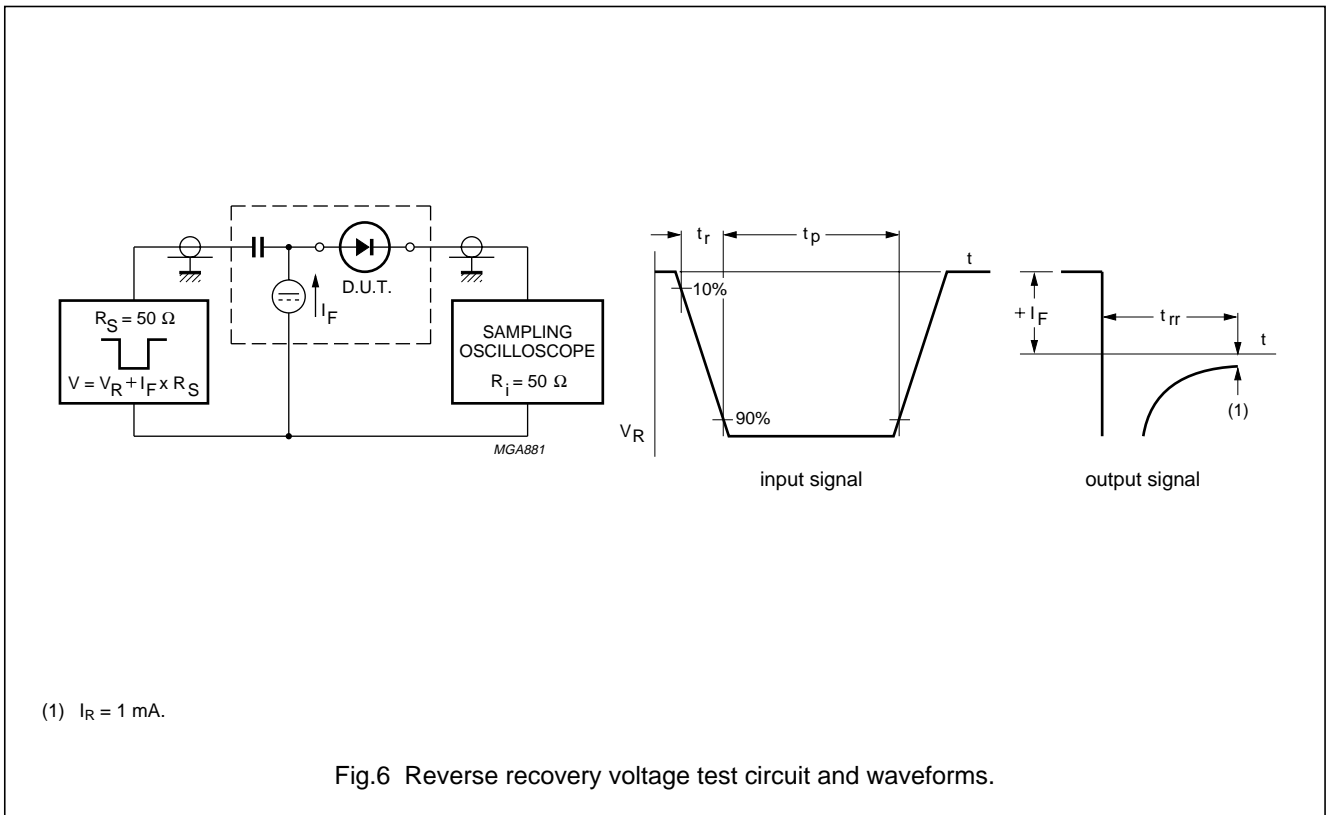 R_S = 50 Ω
V = V_R + I_F x R_S
I_F
D.U.T.
SAMPLING
OSCILLOSCOPE
R_i = 50 Ω
MGA881
t_r
t_p
t
10%
90%
V_R
input signal
+ I_F
t_rr
t
(1)
output signal
(1) I_R = 1 mA.
Fig.6 Reverse recovery voltage test circuit and waveforms.